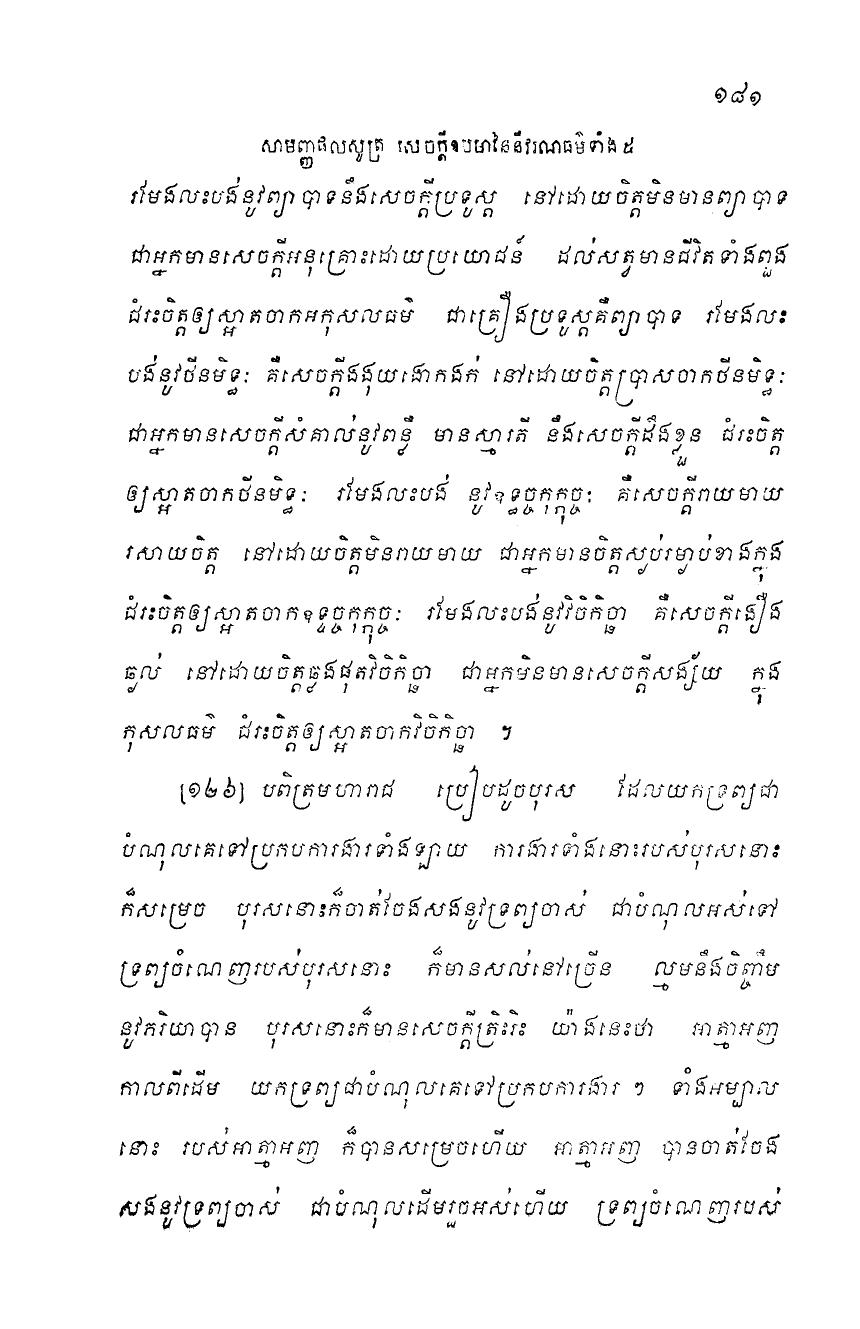 ១៨១
សាមញ្ញផលសូត្រ សេចក្តីឧបមានៃនីវរណធម៌ទាំង៥
រមែងលះបង់នូវព្យាបាទនឹងសេចក្តីប្រទូស្ត នៅដោយចិត្តមិនមានព្យាបាទ
ជាអ្នកមានសេចក្តីអនុគ្រោះដោយប្រយោជន៍ ដល់សត្វមានជីវិតទាំងពួង
ជំរះចិត្តឲ្យស្អាតចាកអកុសលធម៌ ជាគ្រឿងប្រទូស្តគឺព្យាបាទ រមែងលះ
បង់នូវថីនមិទ្ធៈ គឺសេចក្តីងងុយងោកងក់ នៅដោយចិត្តប្រាសចាកថីនមិទ្ធៈ
ជាអ្នកមានសេចក្តីសំគាល់នូវពន្លឺ មានស្មារតី នឹងសេចក្តីដឹងខ្លួន ជំរះចិត្ត
ឲ្យស្អាតចាកថីនមិទ្ធៈ រមែងលះបង់ នូវឧទ្ធច្ចកុក្កុច្ចៈ គឺសេចក្តីរាយមាយ
រសាយចិត្ត នៅដោយចិត្តមិនរាយមាយ ជាអ្នកមានចិត្តស្ងប់រម្ងាប់ខាងក្នុង
ជំរះចិត្តឲ្យស្អាតចាកឧទ្ធច្ចកុក្កុច្ចៈ រមែងលះបង់នូវវិចិកិច្ឆា គឺសេចក្តីងឿង
ឆ្ងល់ នៅដោយចិត្តឆ្លងផុតវិចិកិច្ឆា ជាអ្នកមិនមានសេចក្តីសង្ស័យ ក្នុង
កុសលធម៌ ជំរះចិត្តឲ្យស្អាតចាកវិចិកិច្ឆា ។
[១២៦] បពិត្រមហារាជ ប្រៀបដូចបុរស ដែលយកទ្រព្យជា
បំណុលគេទៅប្រកបការងារទាំងឡាយ ការងារទាំងនោះរបស់បុរសនោះ
ក៏សម្រេច បុរសនោះក៏ចាត់ចែងសងនូវទ្រព្យចាស់ ជាបំណុលអស់ទៅ
ទ្រព្យចំណេញរបស់បុរសនោះ ក៏មានសល់នៅច្រើន ល្មមនឹងចិញ្ចឹម
នូវភរិយាបាន បុរសនោះក៏មានសេចក្តីត្រិះរិះ យ៉ាងនេះថា អាត្មាអញ
កាលពីដើម យកទ្រព្យជាបំណុលគេទៅប្រកបការងារ ៗ ទាំងអម្បាល
នោះ របស់អាត្មាអញ ក៏បានសម្រេចហើយ អាត្មាអញ បានចាត់ចែង
សងនូវទ្រព្យចាស់ ជាបំណុលដើមរួចអស់ហើយ ទ្រព្យចំណេញរបស់